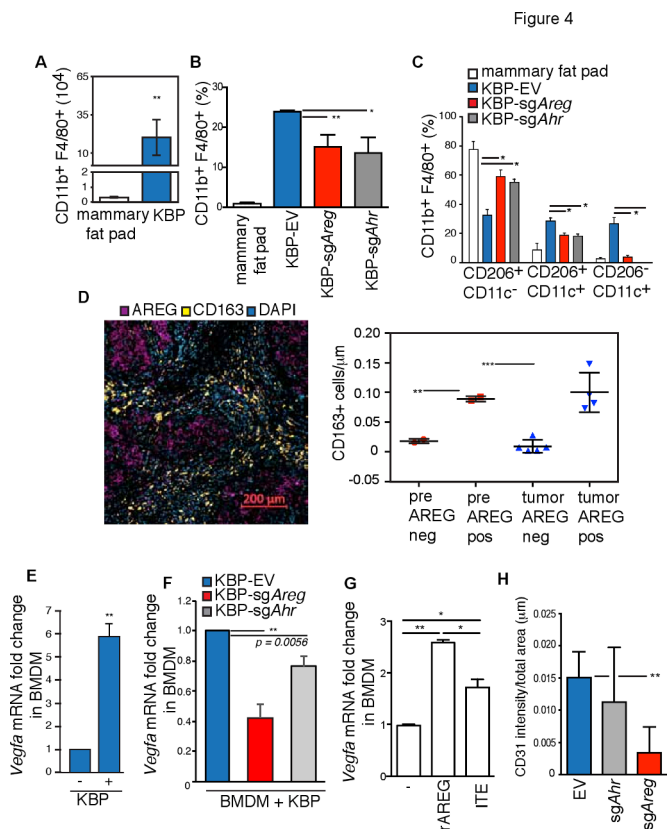 Figure 4
A
CD11b+ F4/80+ (10⁴)
65
35
10
2
1
0
**
mammary fat pad
KBP
B
CD11b+ F4/80+ (%)
30
25
20
15
10
5
0
**
*
mammary fat pad
KBP-EV
KBP-sgAreg
KBP-sgAhr
C
mammary fat pad
KBP-EV
KBP-sgAreg
KBP-sgAhr
CD11b+ F4/80+ (%)
100
80
60
40
20
0
*
*
*
*
*
CD206+ CD206+ CD206-
CD11c- CD11c+ CD11c+
D
AREG CD163 DAPI
200 µm
CD163+ cells/µm
0.20
0.15
0.10
0.05
0
-0.05
**
***
pre AREG neg
pre AREG pos
tumor AREG neg
tumor AREG pos
E
Vegfa mRNA fold change
in BMDM
7
6
5
4
3
2
1
0
**
- +
KBP
F
KBP-EV
KBP-sgAreg
KBP-sgAhr
Vegfa mRNA fold change
in BMDM
1.2
1
0.8
0.6
0.4
0.2
0
**
p = 0.0056
BMDM + KBP
G
Vegfa mRNA fold change
in BMDM
3
2
1
0
*
** *
-
rAREG
ITE
H
CD31 intensity/total area (µm)
0.025
0.020
0.015
0.010
0.005
0
**
EV
sgAhr
sgAreg